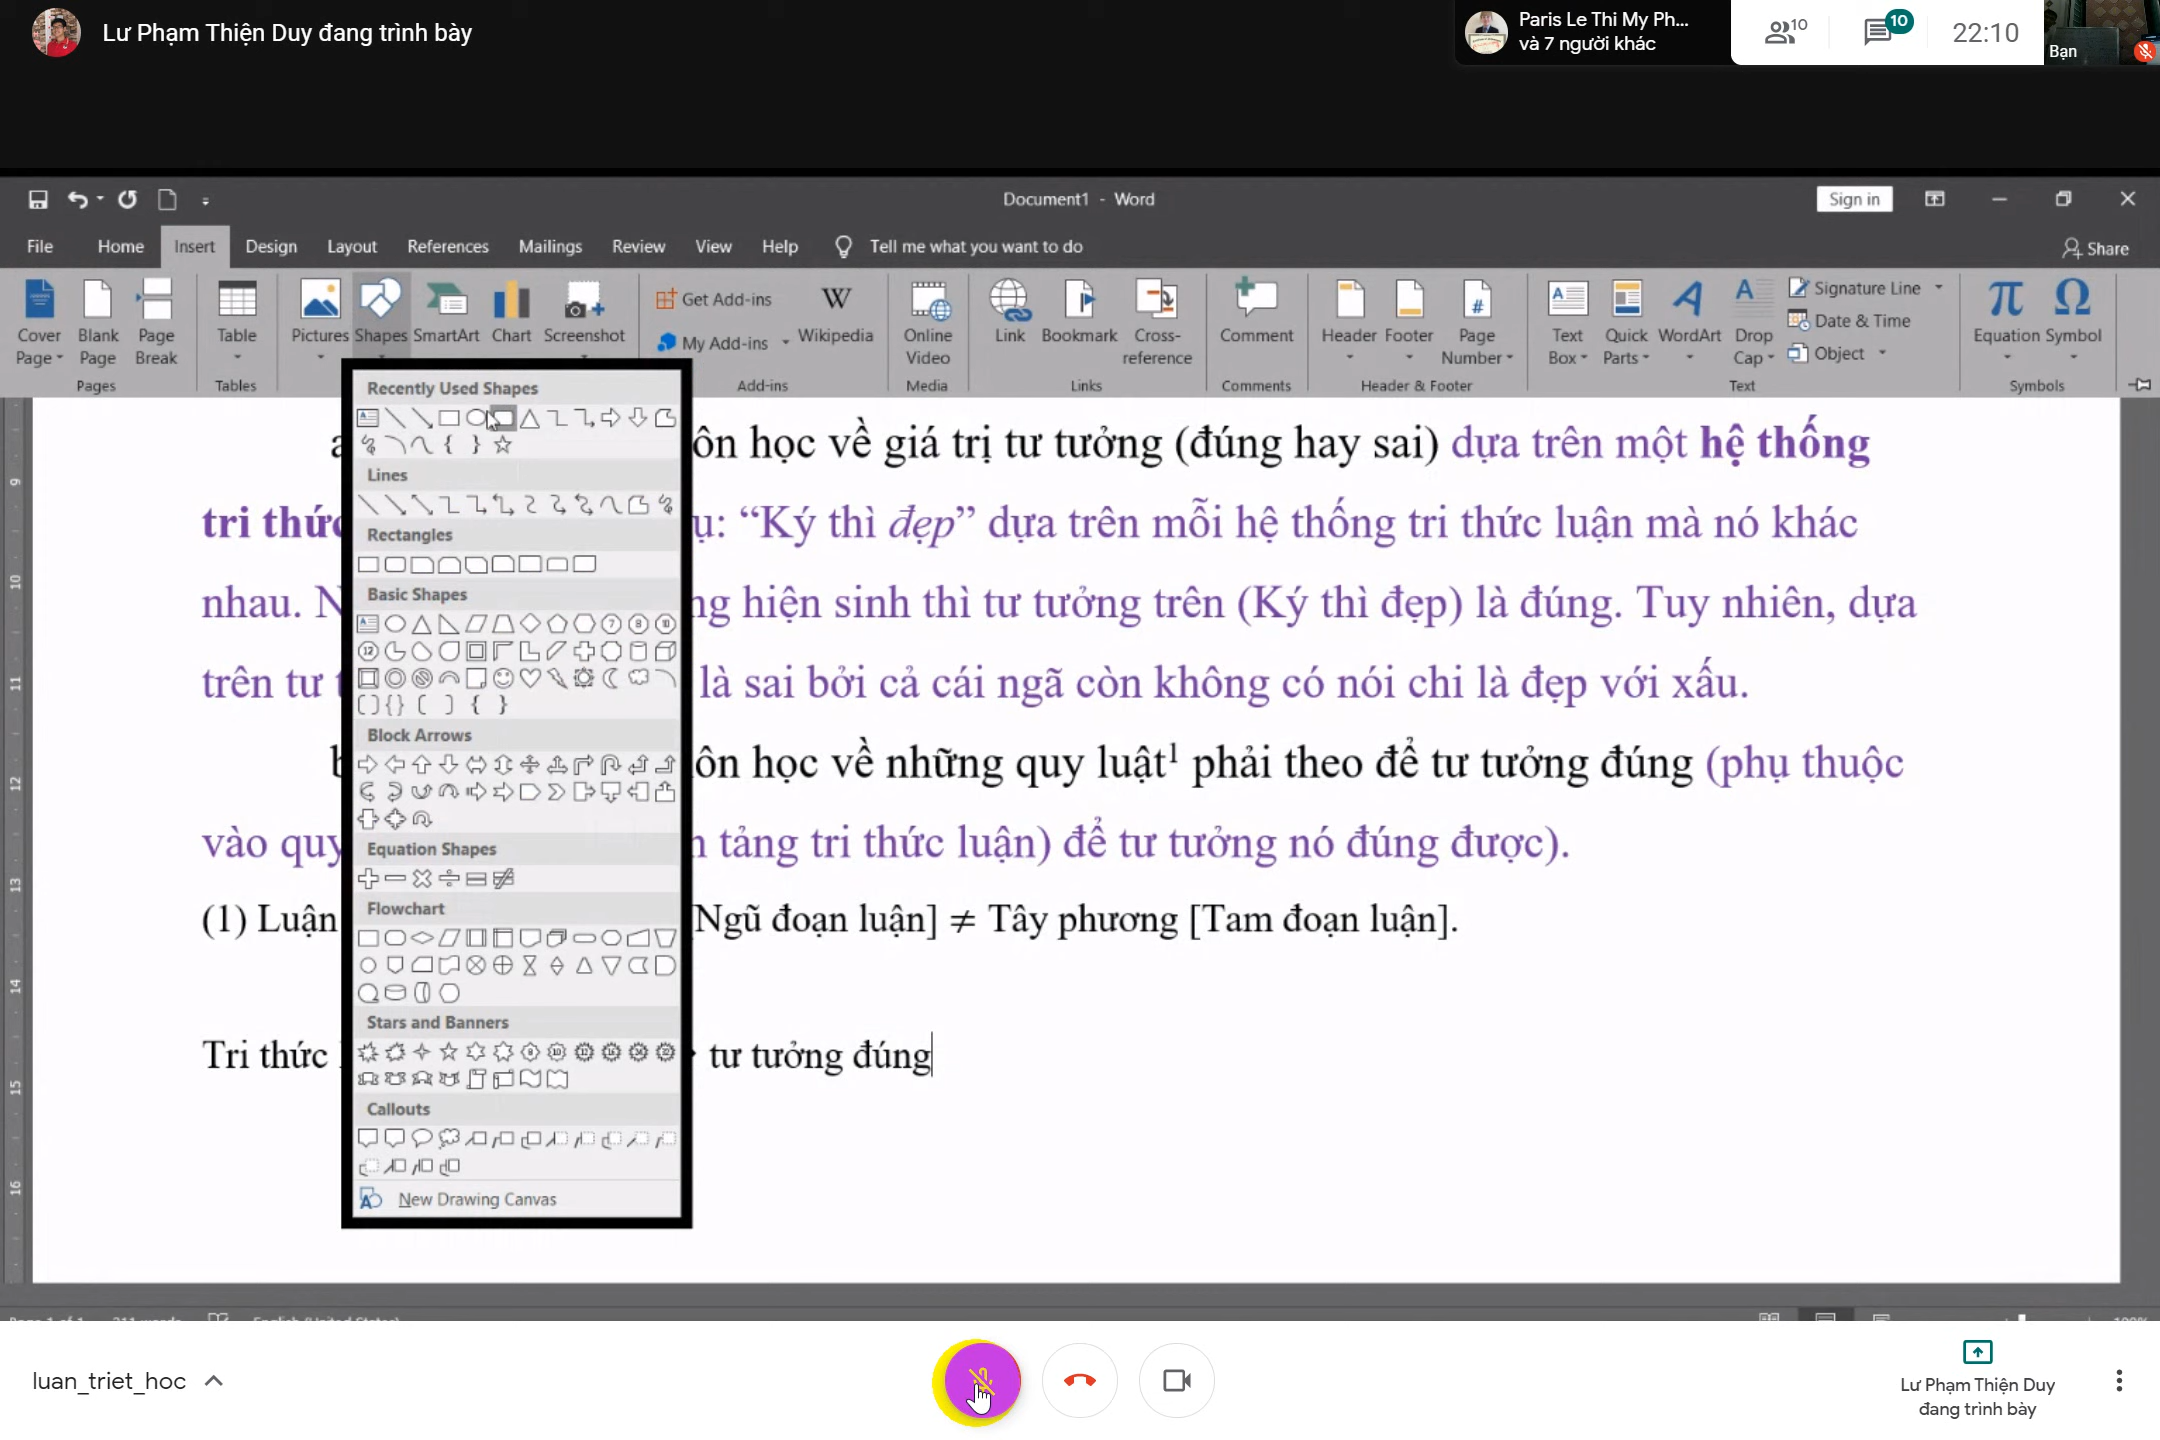 Lư Phạm Thiện Duy đang trình bày
Paris Le Thi My Ph...
và 7 người khác
10
10
22:10
Bạn
Document1 - Word
Sign in
File Home Insert Design Layout References Mailings Review View Help Tell me what you want to do
Share
Cover Page
Blank Page
Page Break
Table
Pictures
Shapes
SmartArt
Chart
Screenshot
Get Add-ins
My Add-ins
Wikipedia
Online Video
Link
Bookmark
Cross-reference
Comment
Header
Footer
Page Number
Text Box
Quick Parts
WordArt
Drop Cap
Signature Line
Date & Time
Object
Equation
Symbol
Pages Tables Add-ins Media Links Comments Header & Footer Text Symbols
Recently Used Shapes
Lines
Rectangles
Basic Shapes
Block Arrows
Equation Shapes
Flowchart
Stars and Banners
Callouts
New Drawing Canvas
ôn học về giá trị tư tưởng (đúng hay sai) dựa trên một hệ thống
tri thức ụ: “Ký thì đẹp” dựa trên mỗi hệ thống tri thức luận mà nó khác
nhau. N ng hiện sinh thì tư tưởng trên (Ký thì đẹp) là đúng. Tuy nhiên, dựa
trên tư t là sai bởi cả cái ngã còn không có nói chi là đẹp với xấu.
b ôn học về những quy luật¹ phải theo để tư tưởng đúng (phụ thuộc
vào quy n tảng tri thức luận) để tư tưởng nó đúng được).
(1) Luận [Ngũ đoạn luận] ≠ Tây phương [Tam đoạn luận].
Tri thức tư tưởng đúng
9
10
11
12
13
14
15
16
luan_triet_hoc
Lư Phạm Thiện Duy
đang trình bày